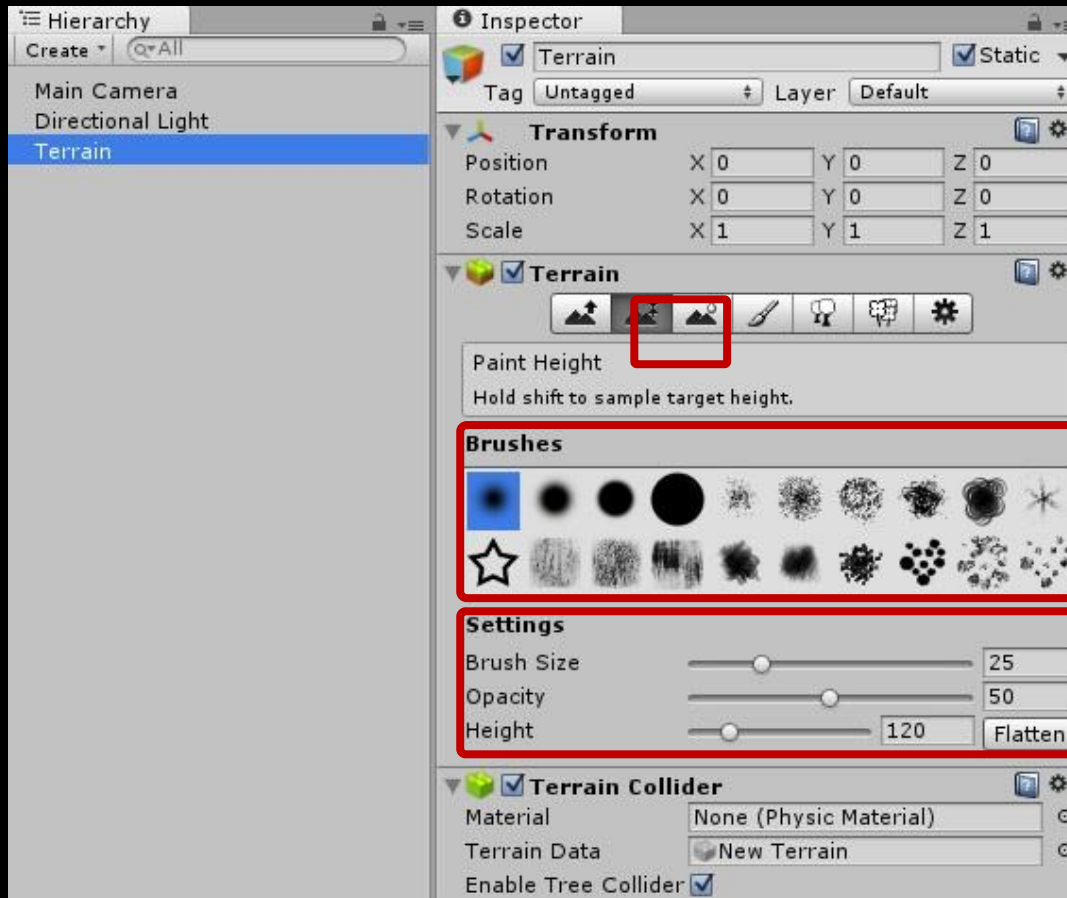 Hierarchy
Create All
Main Camera
Directional Light
Terrain
Inspector
Terrain Static
Tag Untagged Layer Default
Transform
Position X 0 Y 0 Z 0
Rotation X 0 Y 0 Z 0
Scale X 1 Y 1 Z 1
Terrain
Paint Height
Hold shift to sample target height.
Brushes
Settings
Brush Size 25
Opacity 50
Height 120 Flatten
Terrain Collider
Material None (Physic Material)
Terrain Data New Terrain
Enable Tree Collider